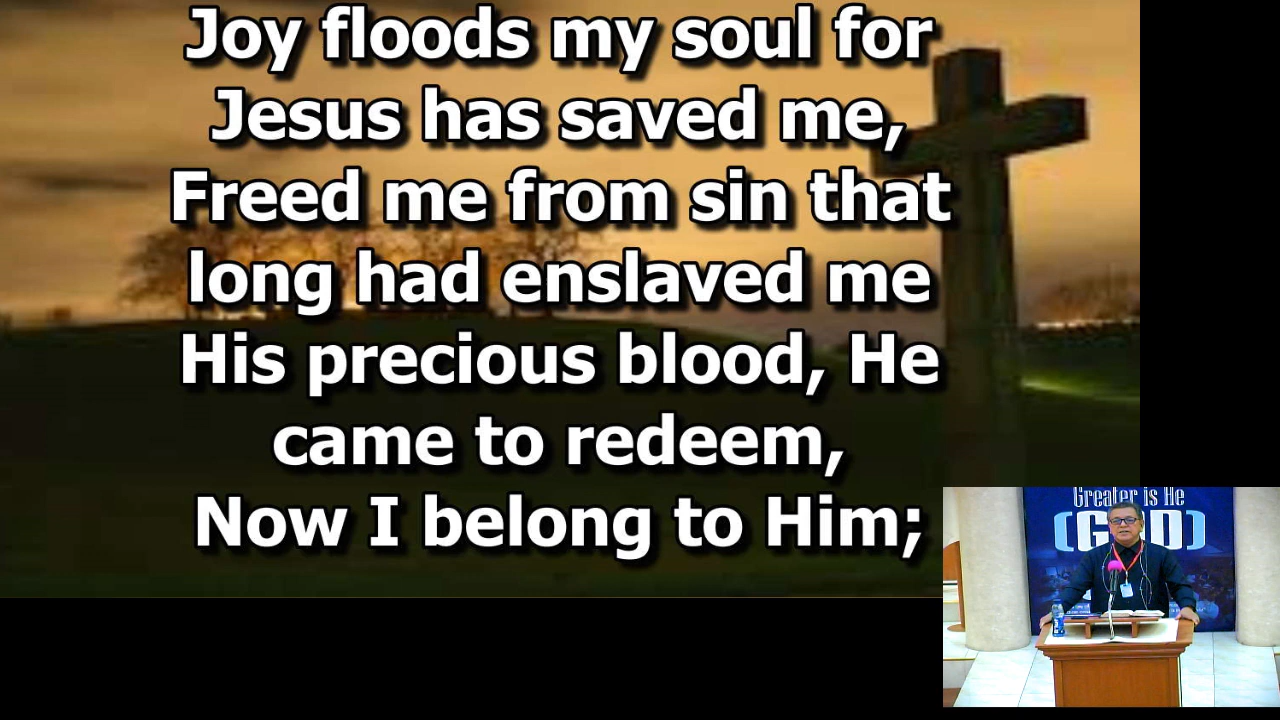 Joy floods my soul for
Jesus has saved me,
Freed me from sin that
long had enslaved me
His precious blood, He
came to redeem,
Now I belong to Him;
Greater is He
(GOD)